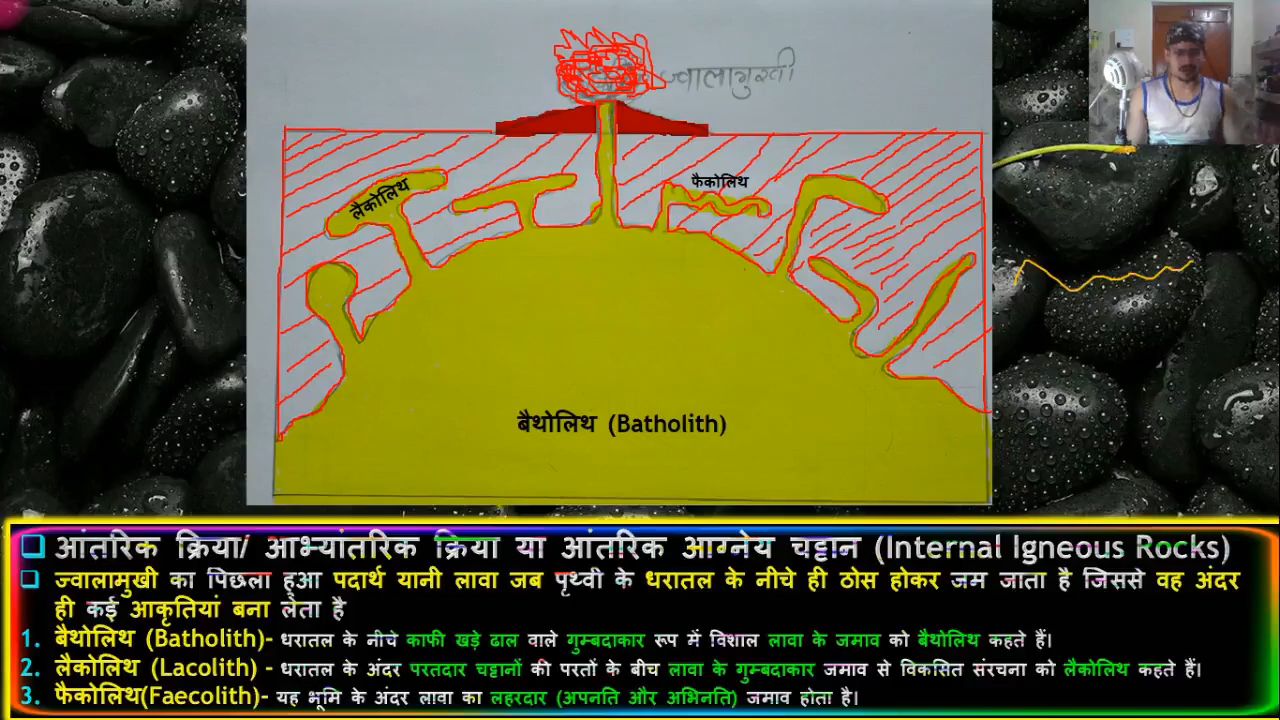 ज्वालामुखी
लैकोलिथ
फैकोलिथ
बैथोलिथ (Batholith)
आंतरिक क्रिया/ आभ्यांतरिक क्रिया या आंतरिक आग्नेय चट्टान (Internal Igneous Rocks)
ज्वालामुखी का पिछला हुआ पदार्थ यानी लावा जब पृथ्वी के धरातल के नीचे ही ठोस होकर जम जाता है जिससे वह अंदर
ही कई आकृतियां बना लेता है
1. बैथोलिथ (Batholith)- धरातल के नीचे काफी खड़े ढाल वाले गुम्बदाकार रूप में विशाल लावा के जमाव को बैथोलिथ कहते हैं।
2. लैकोलिथ (Lacolith) - धरातल के अंदर परतदार चट्टानों की परतों के बीच लावा के गुम्बदाकार जमाव से विकसित संरचना को लैकोलिथ कहते हैं।
3. फैकोलिथ(Faecolith)- यह भूमि के अंदर लावा का लहरदार (अपनति और अभिनति) जमाव होता है।